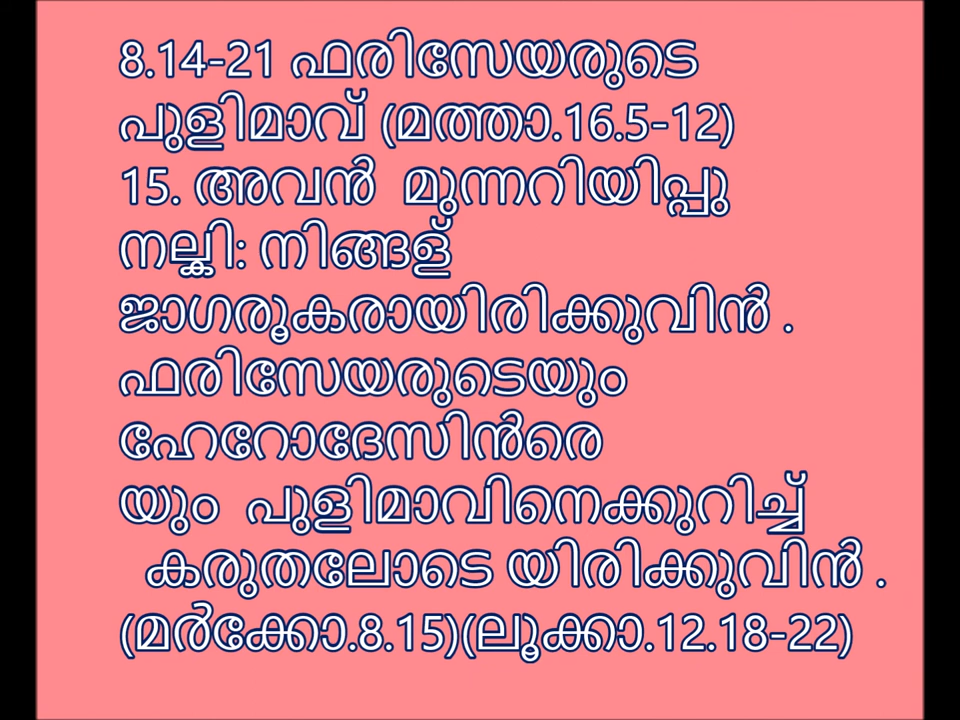 8.14-21 ഫരിസേയരുടെ
പുളിമാവ് (മത്താ.16.5-12)
15. അവൻ മുന്നറിയിപ്പു
നല്കി: നിങ്ങള്
ജാഗരൂകരായിരിക്കുവിൻ .
ഫരിസേയരുടെയും
ഹേറോദേസിൻരെ
യും പുളിമാവിനെക്കുറിച്ച്
കരുതലോടെ യിരിക്കുവിൻ .
(മർക്കോ.8.15)(ലൂക്കാ.12.18-22)